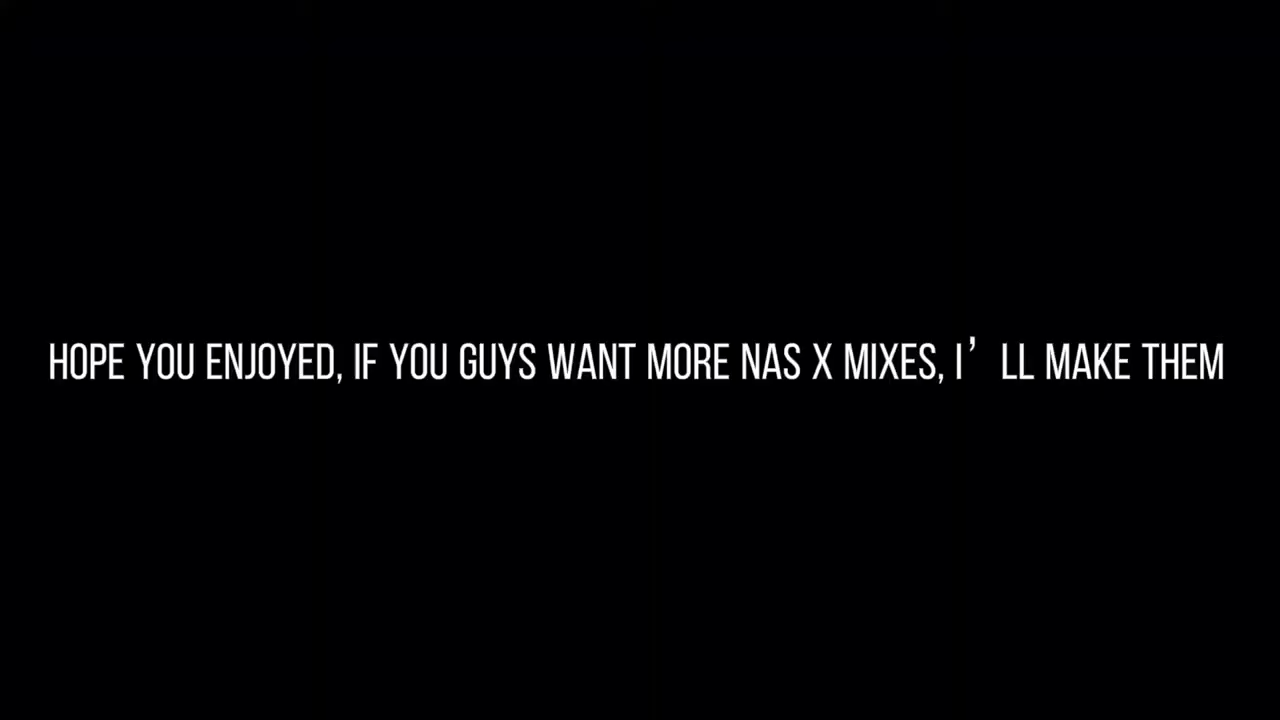 HOPE YOU ENJOYED, IF YOU GUYS WANT MORE NAS X MIXES, I’LL MAKE THEM